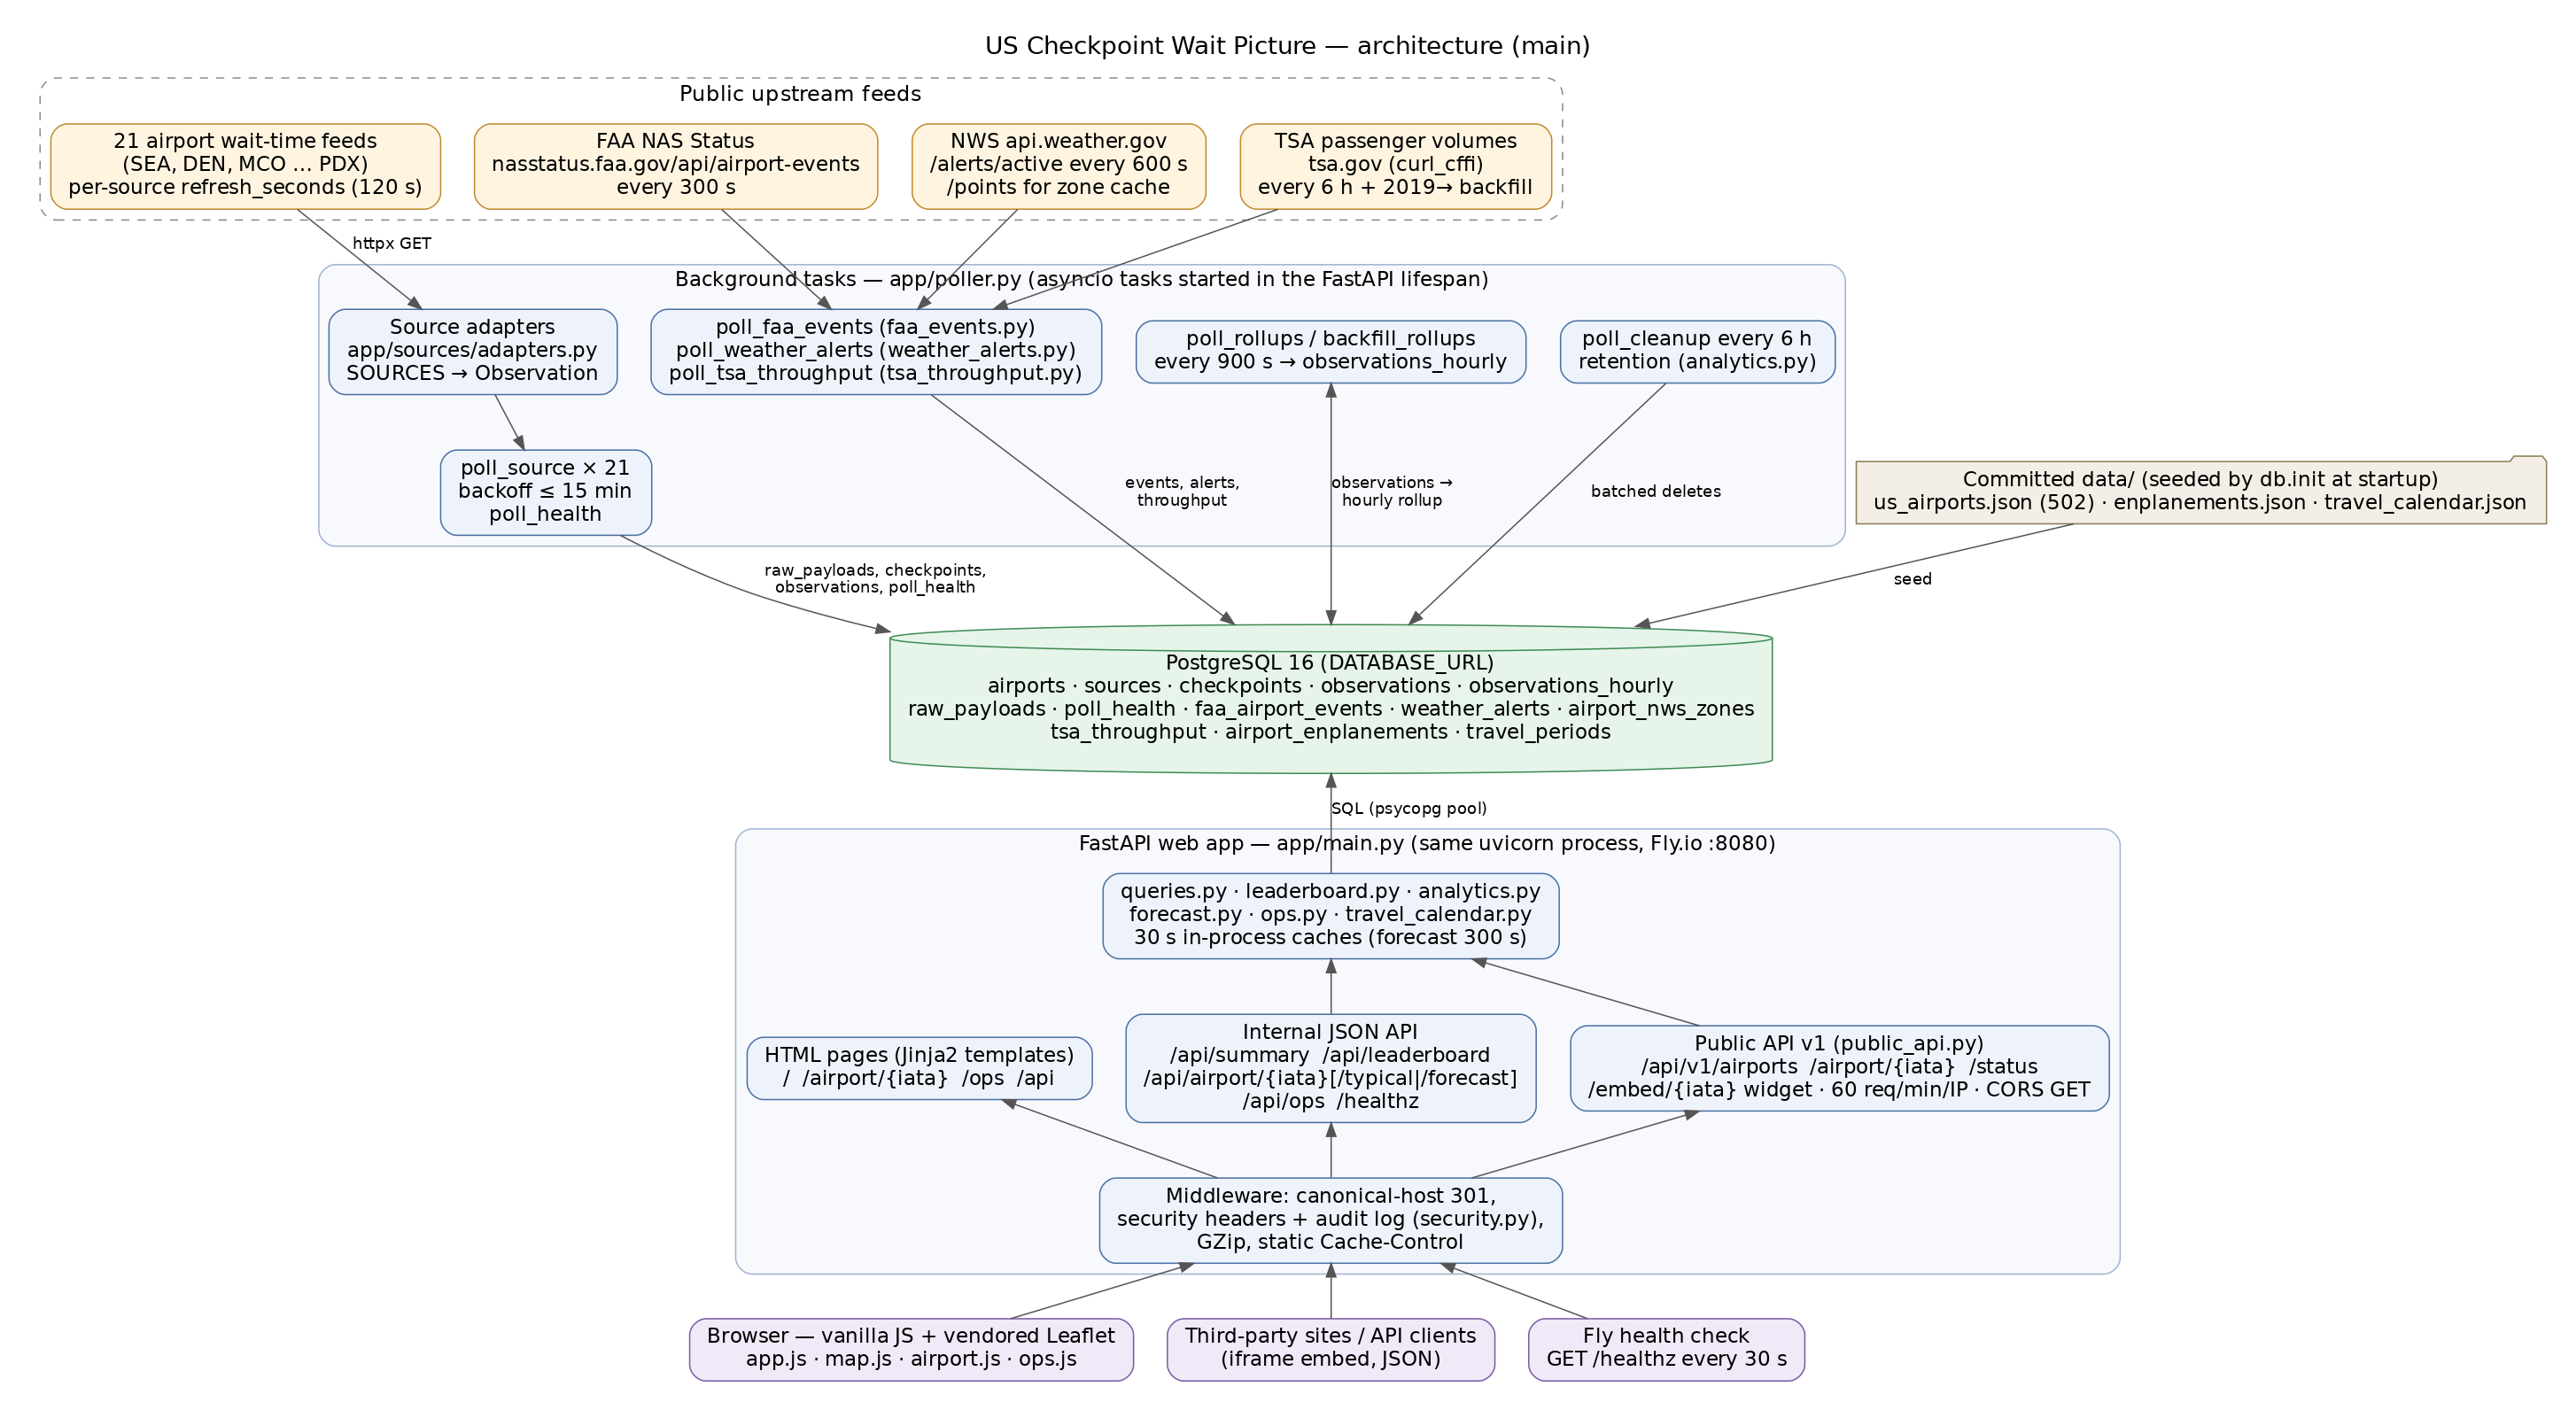 US Checkpoint Wait Picture — architecture (main)
Public upstream feeds
21 airport wait-time feeds
(SEA, DEN, MCO ... PDX)
per-source refresh_seconds (120 s)
FAA NAS Status
nasstatus.faa.gov/api/airport-events
every 300 s
NWS api.weather.gov
/alerts/active every 600 s
/points for zone cache
TSA passenger volumes
tsa.gov (curl_cffi)
every 6 h + 2019→ backfill
httpx GET
Background tasks — app/poller.py (asyncio tasks started in the FastAPI lifespan)
Source adapters
app/sources/adapters.py
SOURCES → Observation
poll_faa_events (faa_events.py)
poll_weather_alerts (weather_alerts.py)
poll_tsa_throughput (tsa_throughput.py)
poll_rollups / backfill_rollups
every 900 s → observations_hourly
poll_cleanup every 6 h
retention (analytics.py)
poll_source × 21
backoff ≤ 15 min
poll_health
events, alerts,
throughput
observations →
hourly rollup
batched deletes
Committed data/ (seeded by db.init at startup)
us_airports.json (502) · enplanements.json · travel_calendar.json
raw_payloads, checkpoints,
observations, poll_health
seed
PostgreSQL 16 (DATABASE_URL)
airports · sources · checkpoints · observations · observations_hourly
raw_payloads · poll_health · faa_airport_events · weather_alerts · airport_nws_zones
tsa_throughput · airport_enplanements · travel_periods
SQL (psycopg pool)
FastAPI web app — app/main.py (same uvicorn process, Fly.io :8080)
queries.py · leaderboard.py · analytics.py
forecast.py · ops.py · travel_calendar.py
30 s in-process caches (forecast 300 s)
HTML pages (Jinja2 templates)
/  /airport/{iata}  /ops  /api
Internal JSON API
/api/summary  /api/leaderboard
/api/airport/{iata}[/typical|/forecast]
/api/ops  /healthz
Public API v1 (public_api.py)
/api/v1/airports  /airport/{iata}  /status
/embed/{iata} widget · 60 req/min/IP · CORS GET
Middleware: canonical-host 301,
security headers + audit log (security.py),
GZip, static Cache-Control
Browser — vanilla JS + vendored Leaflet
app.js · map.js · airport.js · ops.js
Third-party sites / API clients
(iframe embed, JSON)
Fly health check
GET /healthz every 30 s